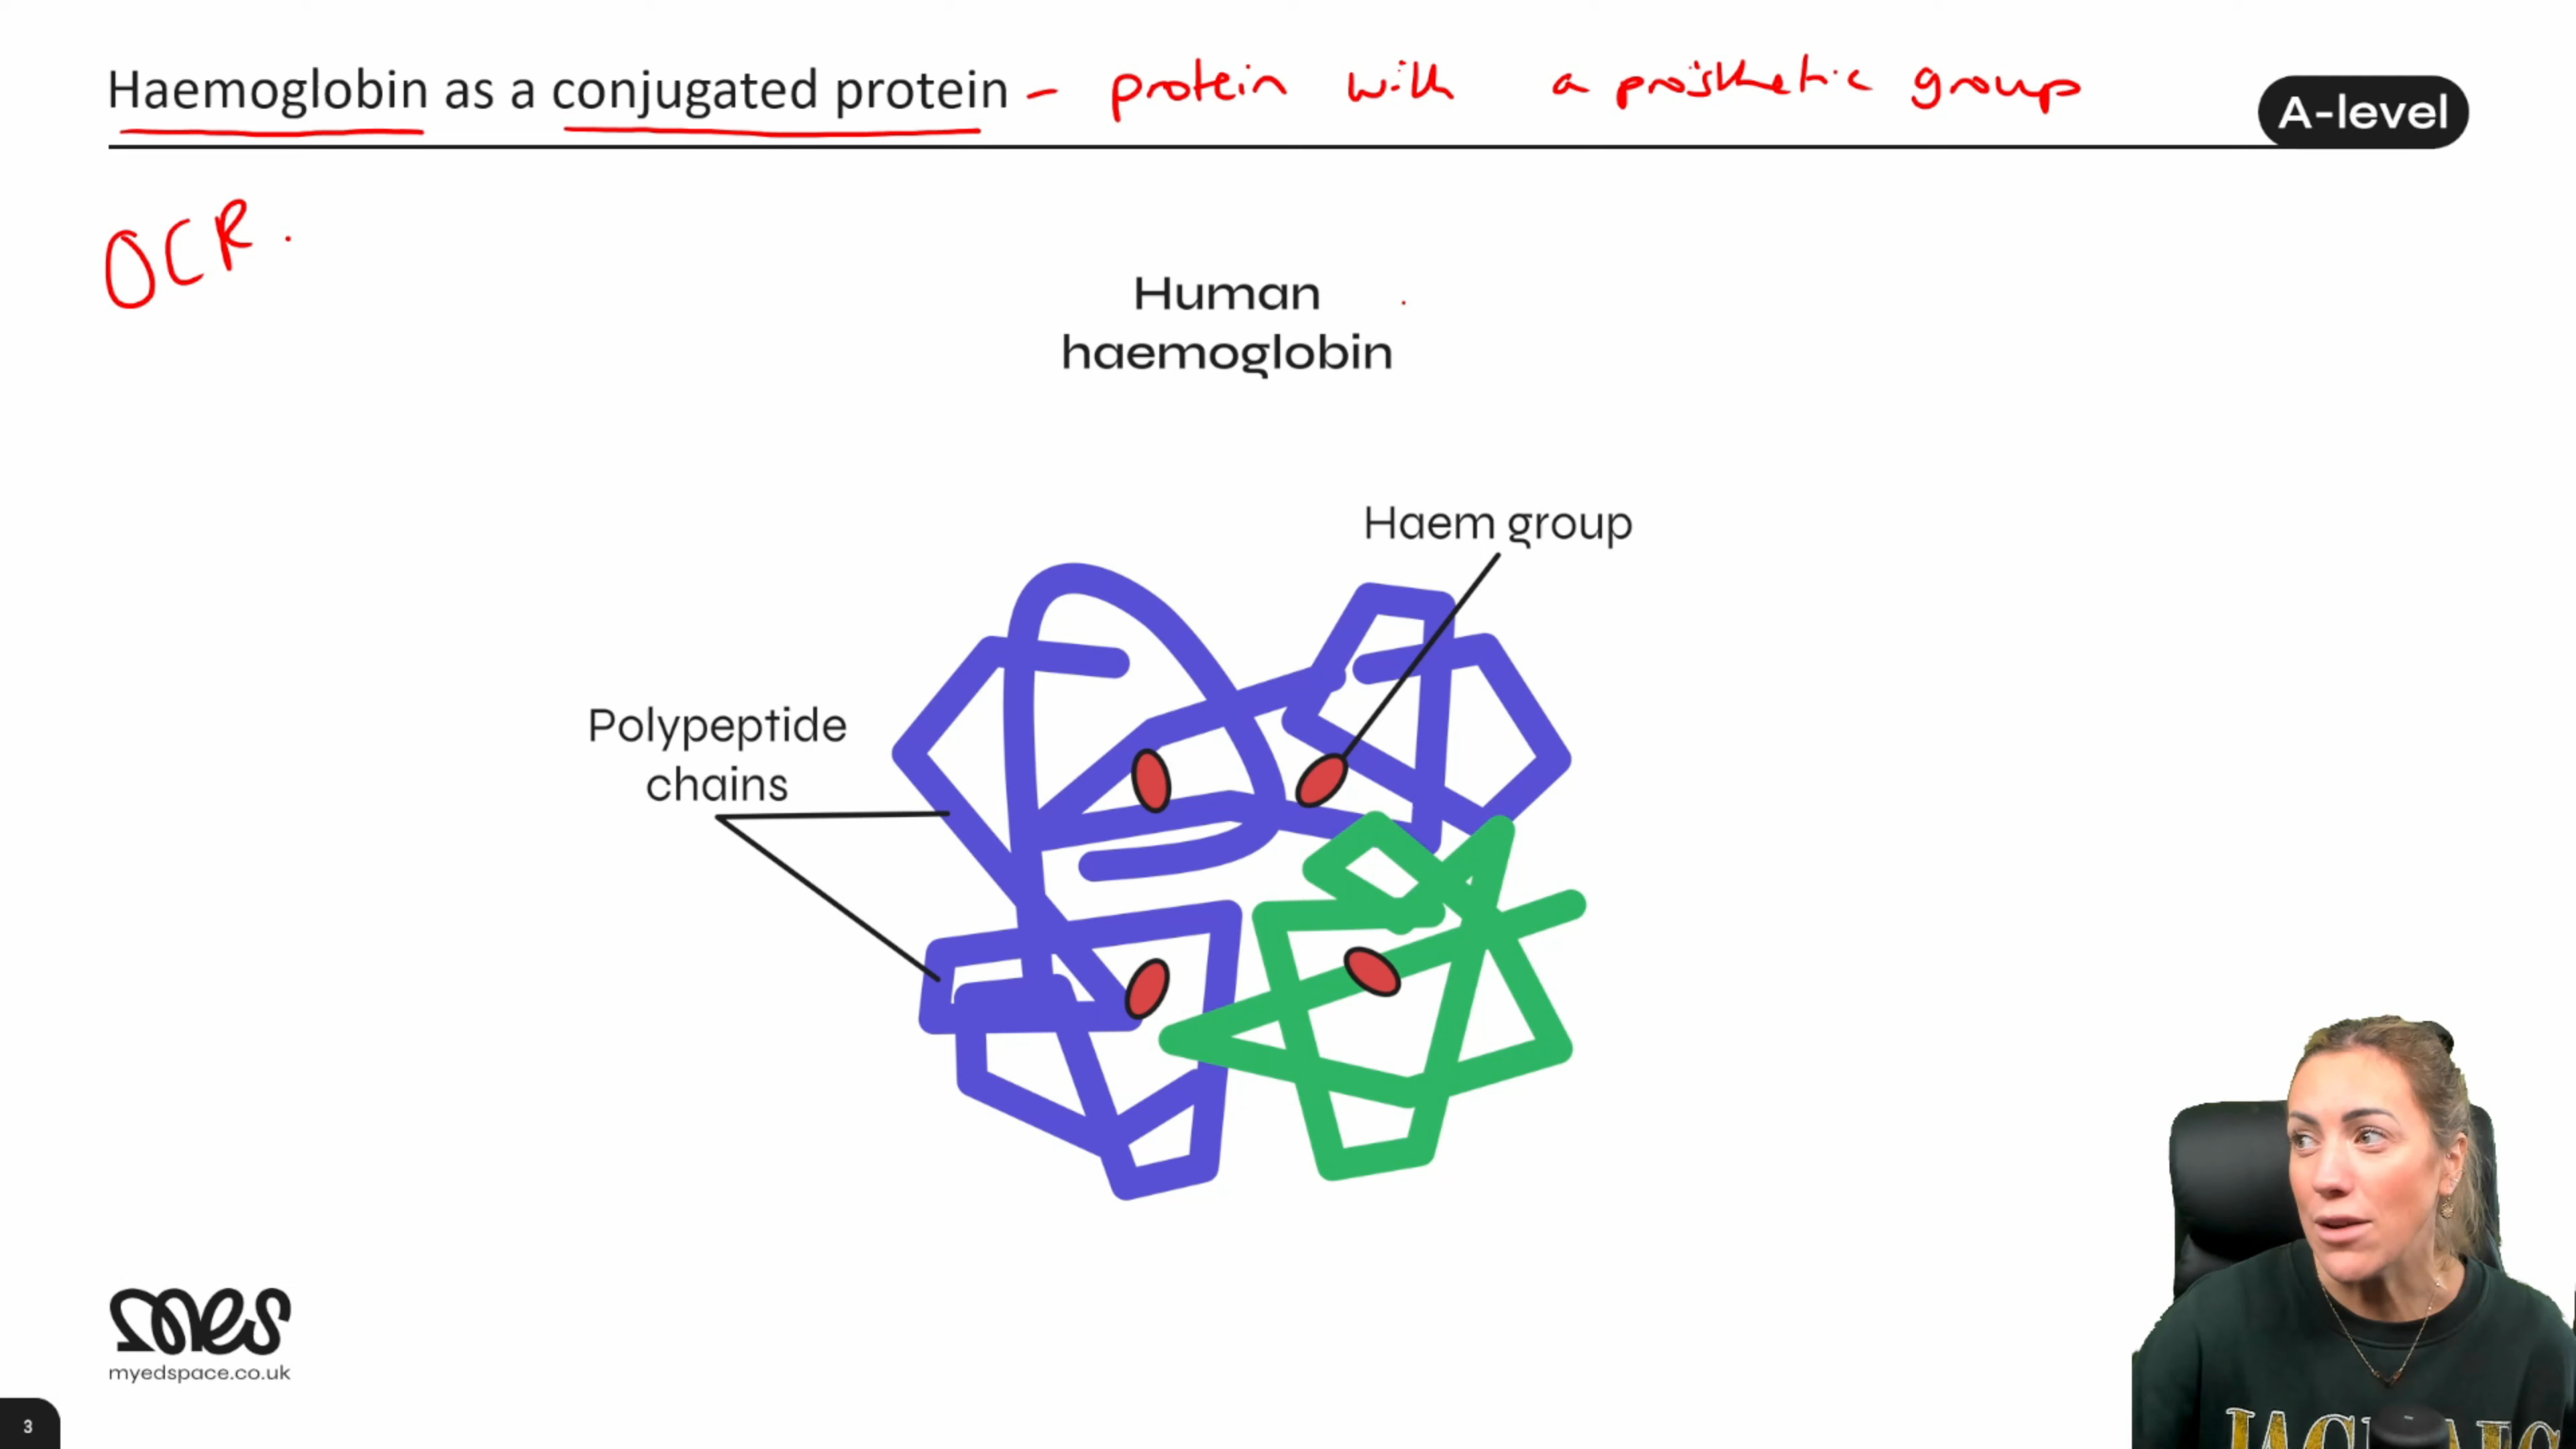 Haemoglobin as a conjugated protein - protein with a prosthetic group
A-level
OCR.
Human
haemoglobin
Haem group
Polypeptide
chains
mes
myedspace.co.uk
3